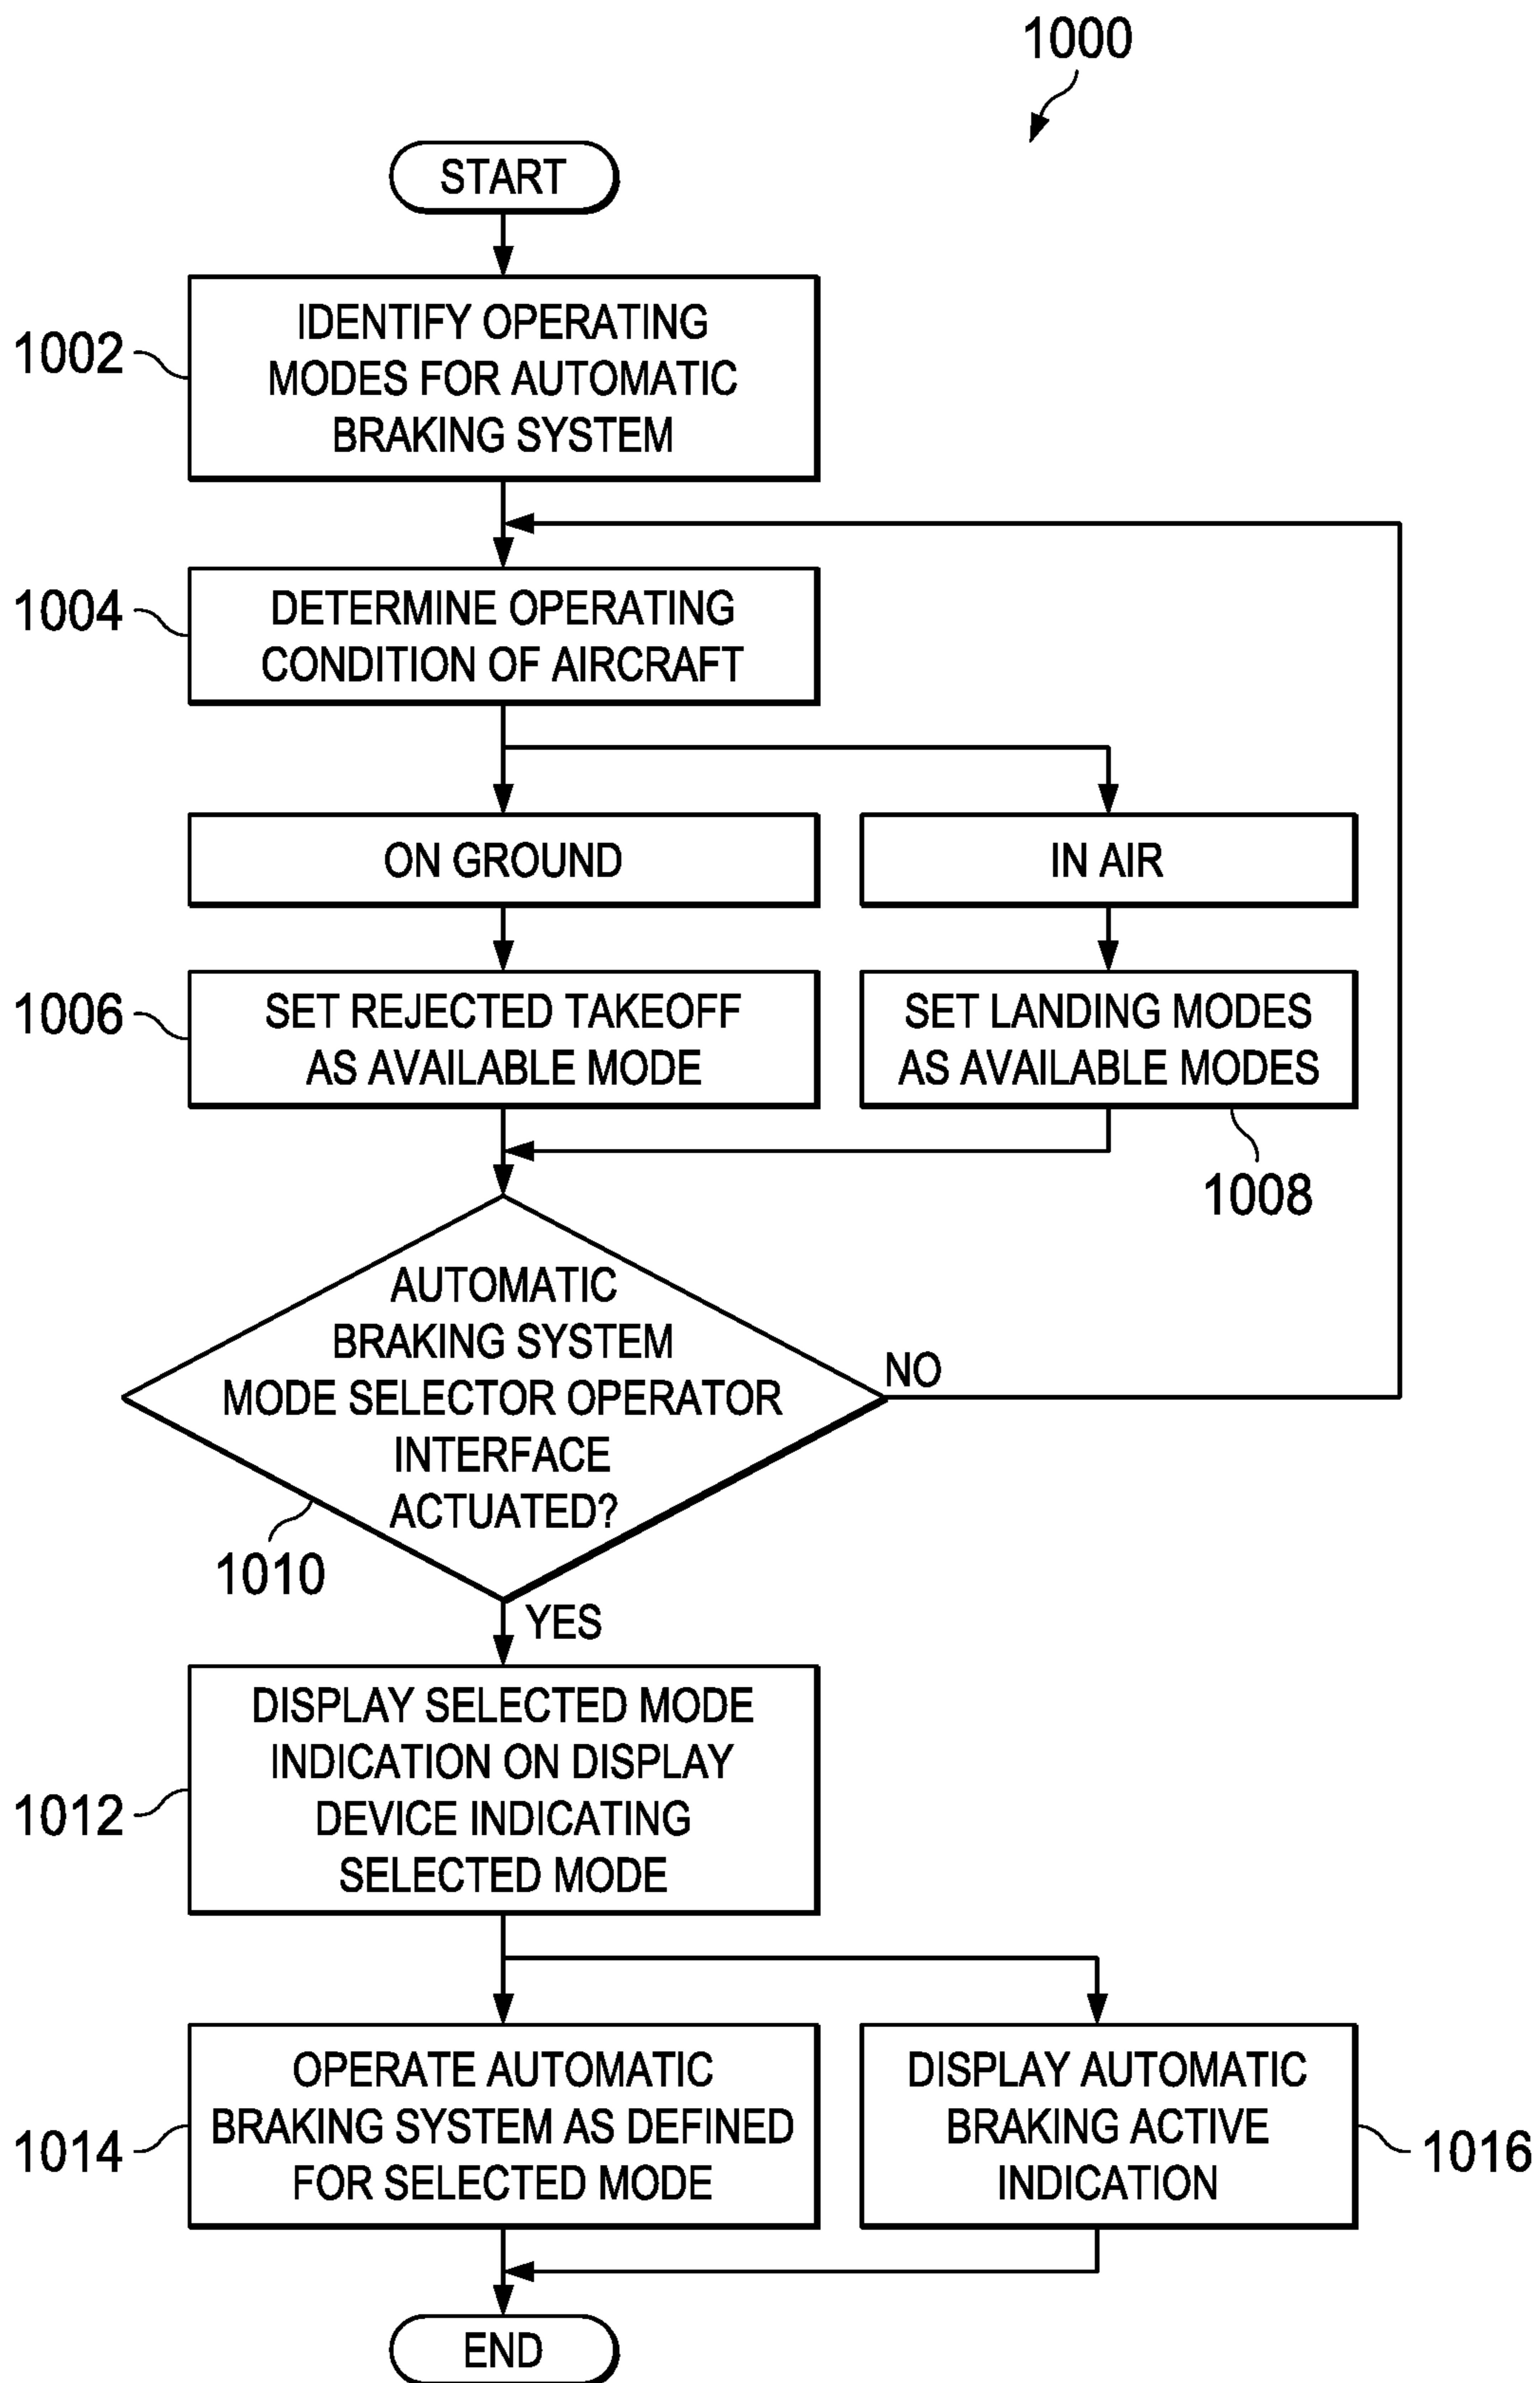 1000
START
1002
IDENTIFY OPERATING
MODES FOR AUTOMATIC
BRAKING SYSTEM
1004
DETERMINE OPERATING
CONDITION OF AIRCRAFT
ON GROUND
IN AIR
1006
SET REJECTED TAKEOFF
AS AVAILABLE MODE
SET LANDING MODES
AS AVAILABLE MODES
1008
AUTOMATIC
BRAKING SYSTEM
MODE SELECTOR OPERATOR
INTERFACE
ACTUATED?
NO
1010
YES
1012
DISPLAY SELECTED MODE
INDICATION ON DISPLAY
DEVICE INDICATING
SELECTED MODE
1014
OPERATE AUTOMATIC
BRAKING SYSTEM AS DEFINED
FOR SELECTED MODE
DISPLAY AUTOMATIC
BRAKING ACTIVE
INDICATION
1016
END